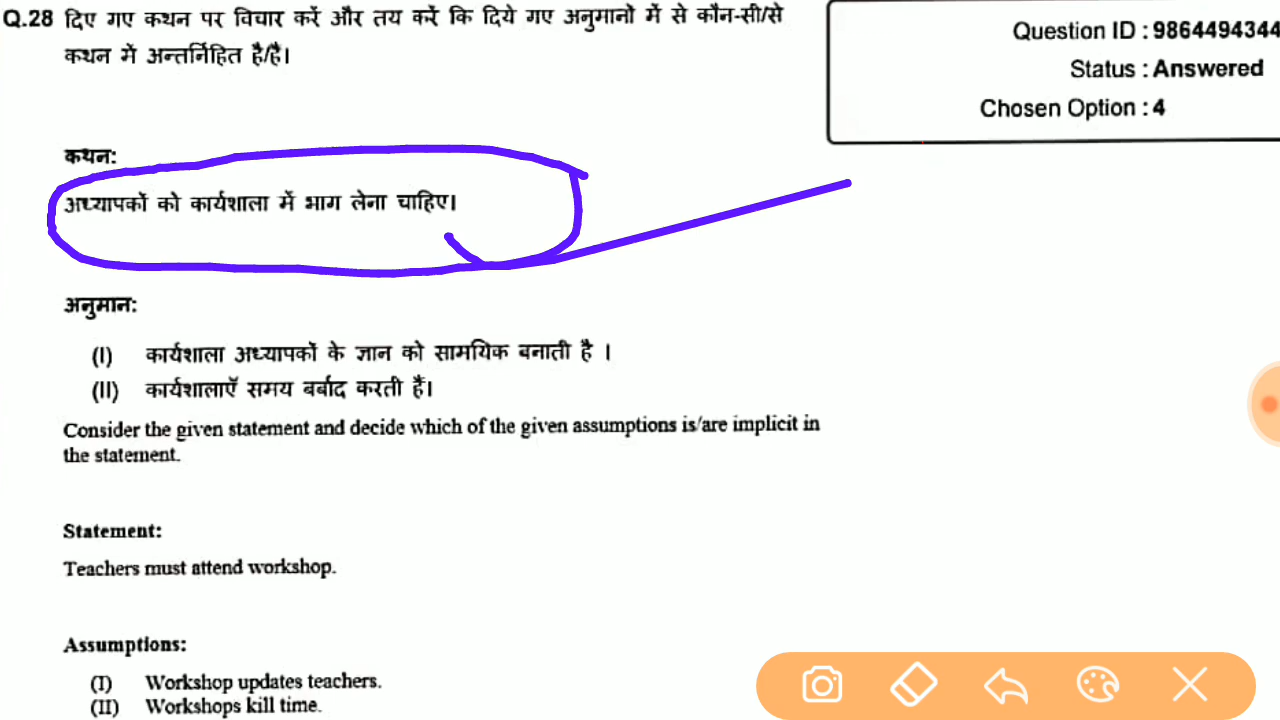 Q.28 दिए गए कथन पर विचार करें और तय करें कि दिये गए अनुमानों में से कौन-सी/से
कथन में अन्तर्निहित है/हैं।
Question ID : 9864494344
Status : Answered
Chosen Option : 4
कथन:
अध्यापकों को कार्यशाला में भाग लेना चाहिए।
अनुमान:
(I) कार्यशाला अध्यापकों के ज्ञान को सामयिक बनाती है ।
(II) कार्यशालाएँ समय बर्बाद करती हैं।
Consider the given statement and decide which of the given assumptions is/are implicit in
the statement.
Statement:
Teachers must attend workshop.
Assumptions:
(I) Workshop updates teachers.
(II) Workshops kill time.